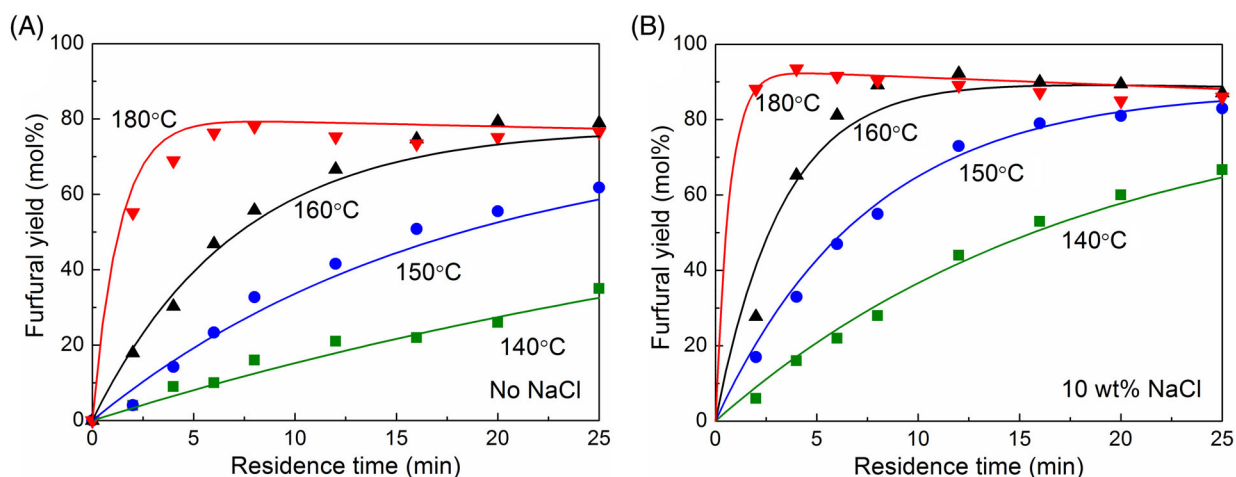 (A)
100
80
60
40
20
0
Furfural yield (mol%)
180°C
160°C
150°C
140°C
No NaCl
0 5 10 15 20 25
Residence time (min)
(B)
100
80
60
40
20
0
Furfural yield (mol%)
180°C
160°C
150°C
140°C
10 wt% NaCl
0 5 10 15 20 25
Residence time (min)